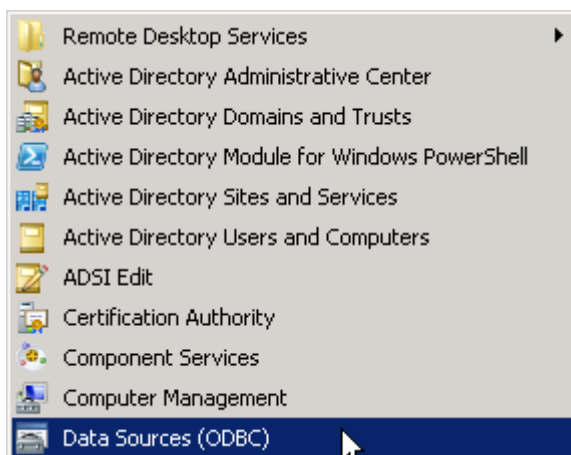 Remote Desktop Services
Active Directory Administrative Center
Active Directory Domains and Trusts
Active Directory Module for Windows PowerShell
Active Directory Sites and Services
Active Directory Users and Computers
ADSI Edit
Certification Authority
Component Services
Computer Management
Data Sources (ODBC)